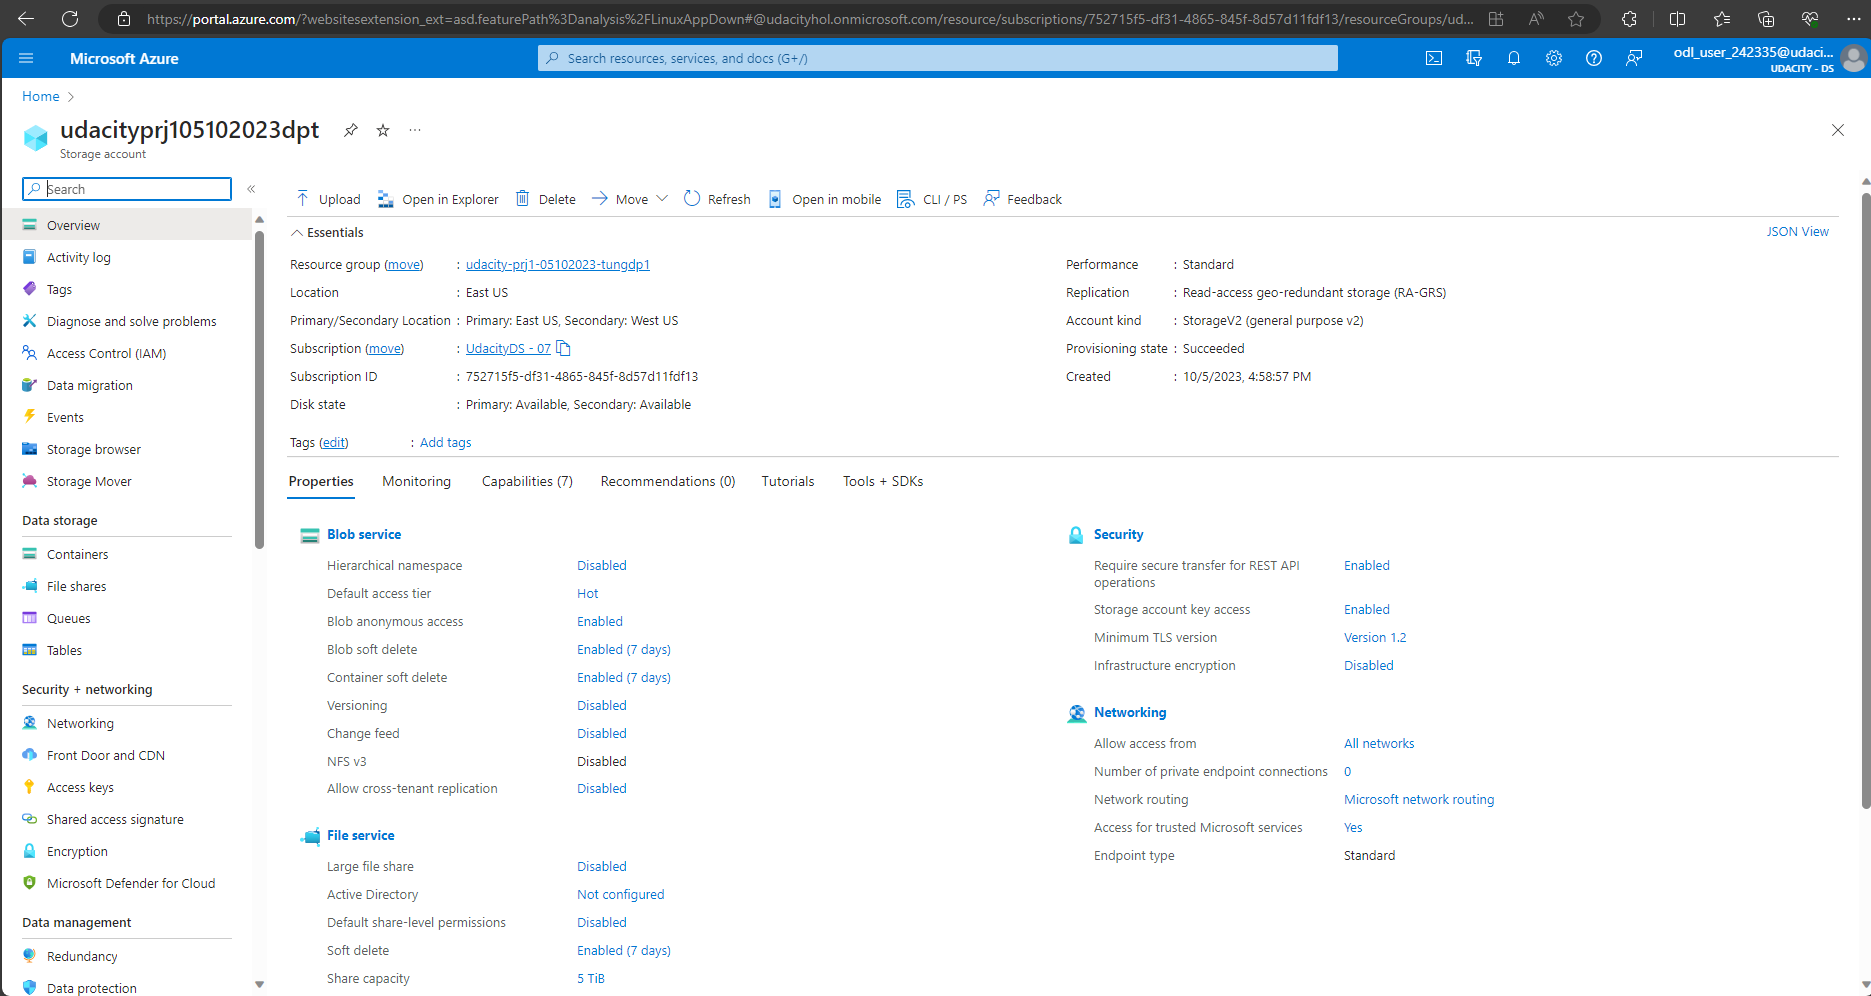 https://portal.azure.com/?websitesextension_ext=asd.featurePath%3Danalysis%2FLinuxAppDown#@udacityhol.onmicrosoft.com/resource/subscriptions/752715f5-df31-4865-845f-8d57d11fdf13/resourceGroups/ud...
Microsoft Azure
Search resources, services, and docs (G+/)
odl_user_242335@udaci...
UDACITY - DS
Home
udacityprj105102023dpt
Storage account
Search
Upload
Open in Explorer
Delete
Move
Refresh
Open in mobile
CLI / PS
Feedback
Overview
Activity log
Tags
Diagnose and solve problems
Access Control (IAM)
Data migration
Events
Storage browser
Storage Mover
Data storage
Containers
File shares
Queues
Tables
Security + networking
Networking
Front Door and CDN
Access keys
Shared access signature
Encryption
Microsoft Defender for Cloud
Data management
Redundancy
Data protection
Essentials
JSON View
Resource group (move) : udacity-prj1-05102023-tungdp1
Location : East US
Primary/Secondary Location : Primary: East US, Secondary: West US
Subscription (move) : UdacityDS - 07
Subscription ID : 752715f5-df31-4865-845f-8d57d11fdf13
Disk state : Primary: Available, Secondary: Available
Tags (edit) : Add tags
Performance : Standard
Replication : Read-access geo-redundant storage (RA-GRS)
Account kind : StorageV2 (general purpose v2)
Provisioning state : Succeeded
Created : 10/5/2023, 4:58:57 PM
Properties
Monitoring
Capabilities (7)
Recommendations (0)
Tutorials
Tools + SDKs
Blob service
Hierarchical namespace Disabled
Default access tier Hot
Blob anonymous access Enabled
Blob soft delete Enabled (7 days)
Container soft delete Enabled (7 days)
Versioning Disabled
Change feed Disabled
NFS v3 Disabled
Allow cross-tenant replication Disabled
File service
Large file share Disabled
Active Directory Not configured
Default share-level permissions Disabled
Soft delete Enabled (7 days)
Share capacity 5 TiB
Security
Require secure transfer for REST API Enabled
operations
Storage account key access Enabled
Minimum TLS version Version 1.2
Infrastructure encryption Disabled
Networking
Allow access from All networks
Number of private endpoint connections 0
Network routing Microsoft network routing
Access for trusted Microsoft services Yes
Endpoint type Standard